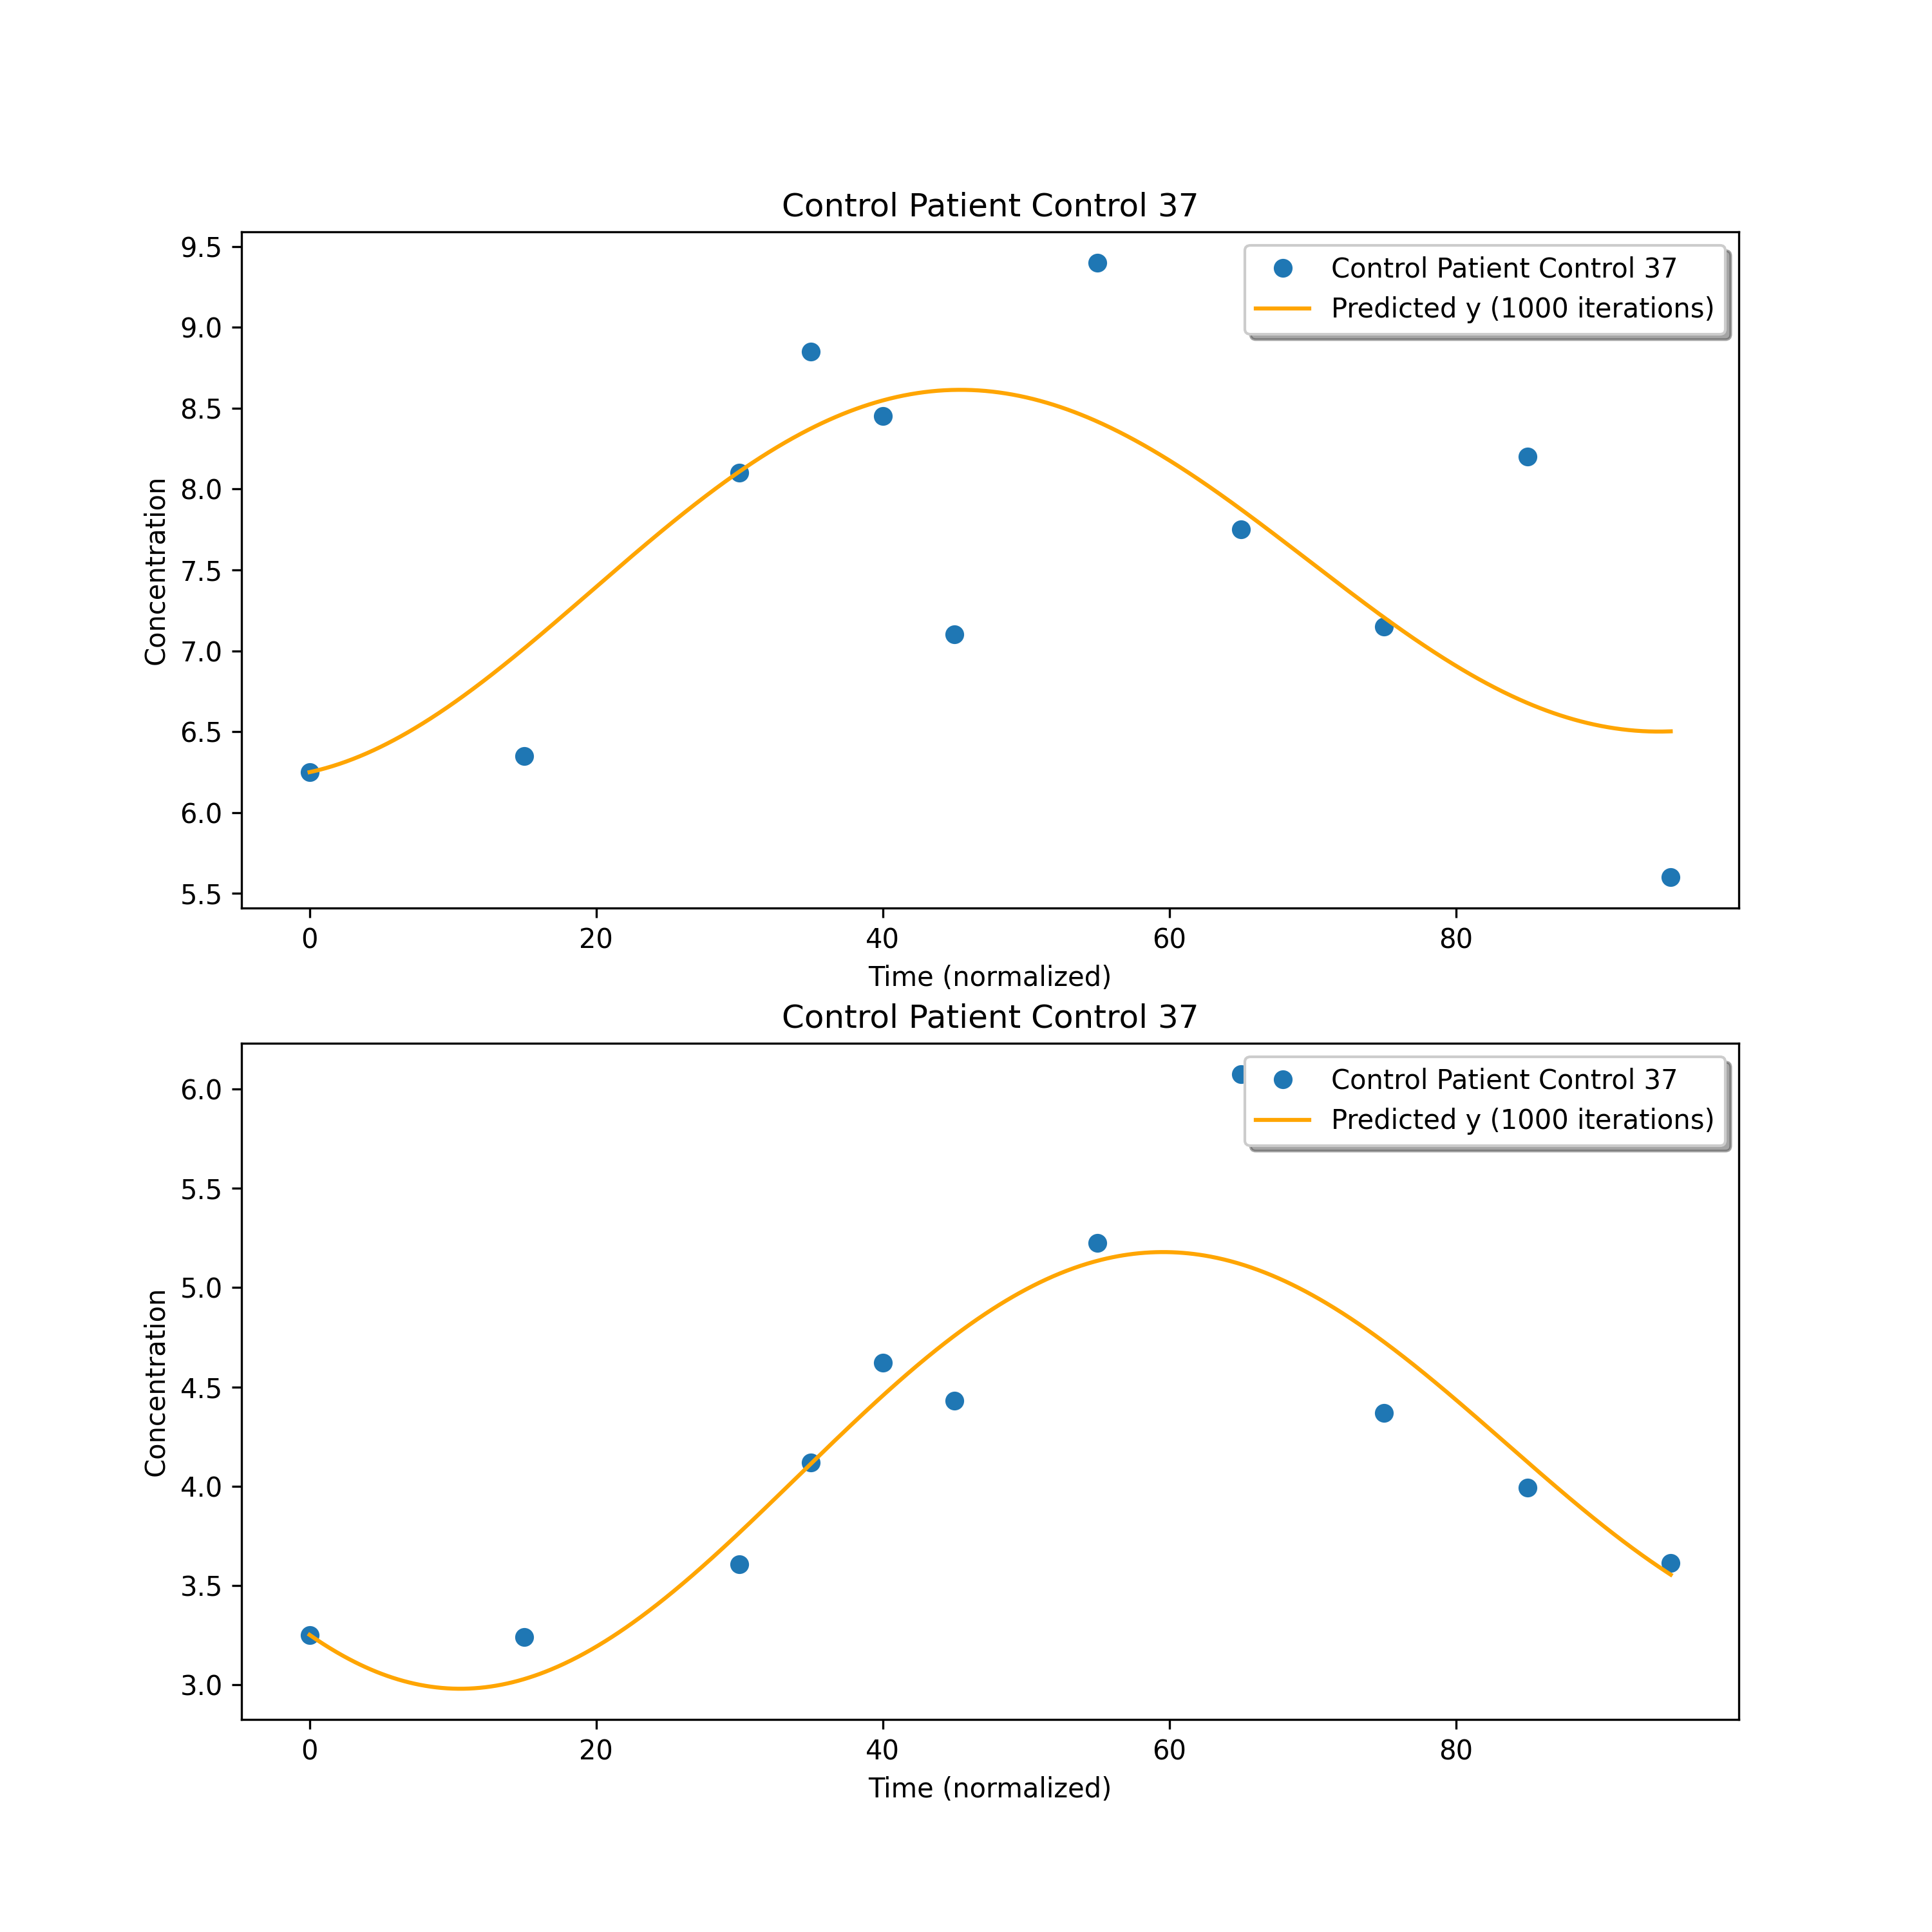 Control Patient Control 37
9.5
9.0
8.5
8.0
7.5
7.0
6.5
6.0
5.5
Concentration
Control Patient Control 37
Predicted y (1000 iterations)
0 20 40 60 80
Time (normalized)
Control Patient Control 37
6.0
5.5
5.0
4.5
4.0
3.5
3.0
Concentration
Control Patient Control 37
Predicted y (1000 iterations)
0 20 40 60 80
Time (normalized)